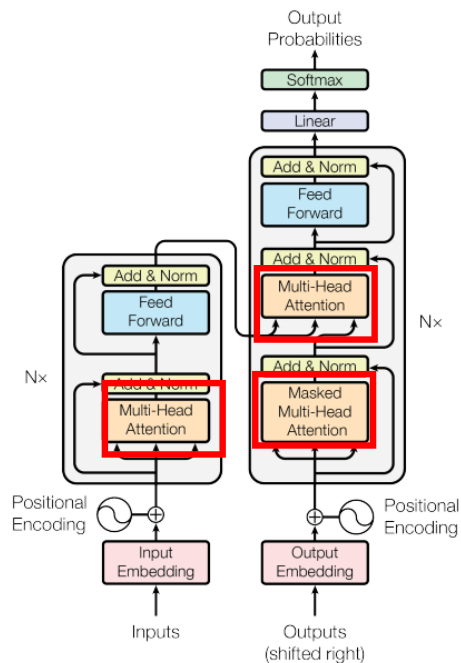 Output
Probabilities
Softmax
Linear
Add & Norm
Feed
Forward
Add & Norm
Multi-Head
Attention
Add & Norm
Masked
Multi-Head
Attention
Nx
Add & Norm
Feed
Forward
Add & Norm
Multi-Head
Attention
N×
Positional
Encoding
Positional
Encoding
Input
Embedding
Output
Embedding
Inputs
Outputs
(shifted right)